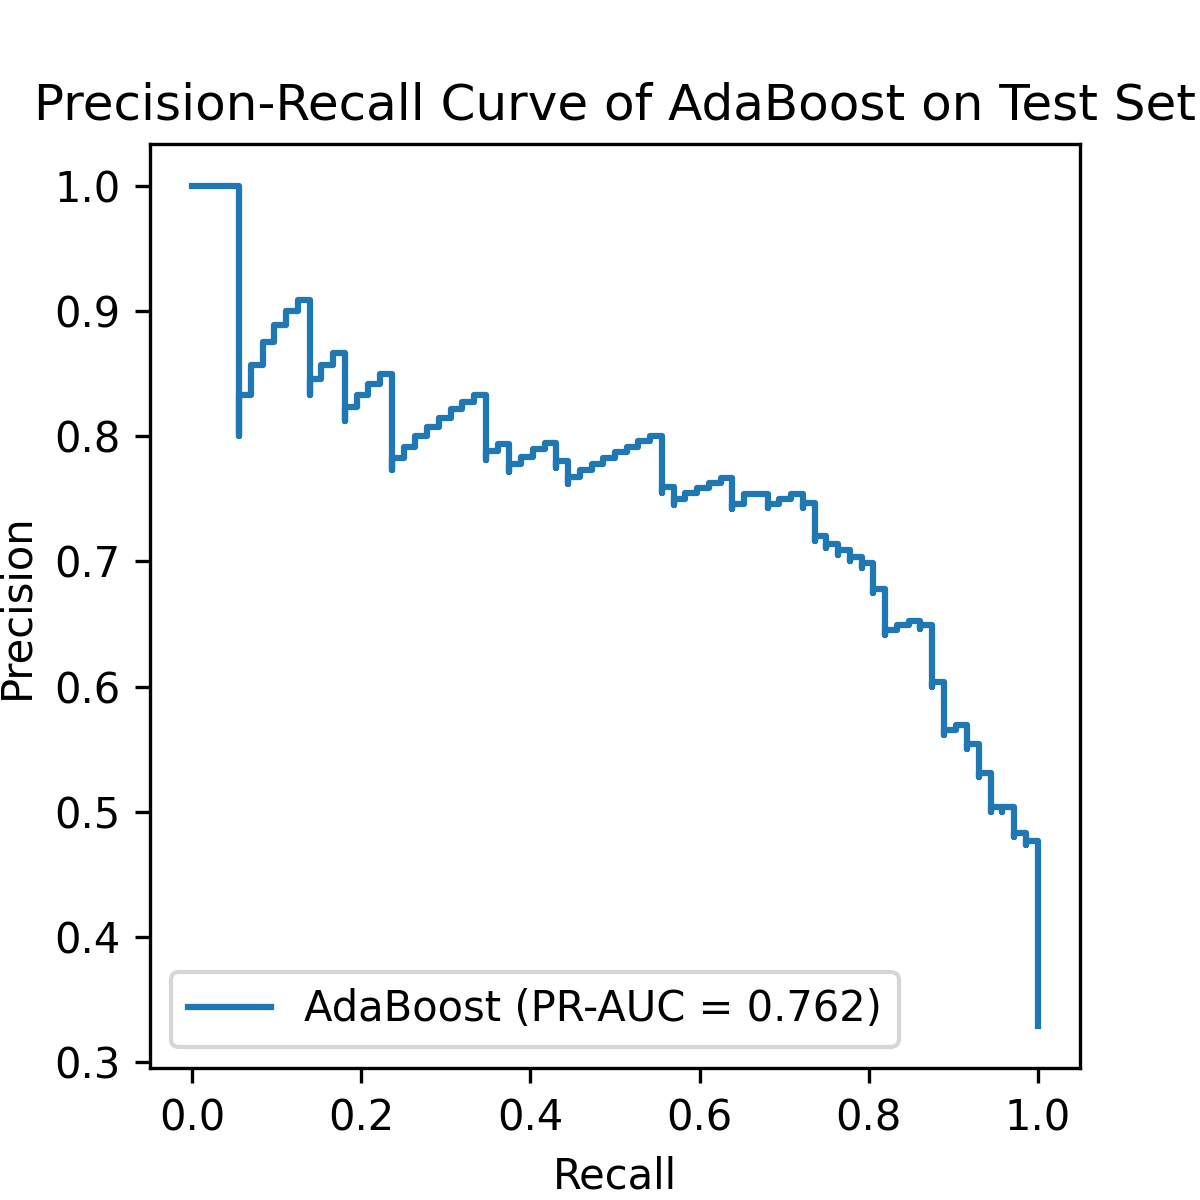 Precision-Recall Curve of AdaBoost on Test Set
1.0
0.9
0.8
0.7
0.6
0.5
0.4
0.3
Precision
AdaBoost (PR-AUC = 0.762)
0.0 0.2 0.4 0.6 0.8 1.0
Recall